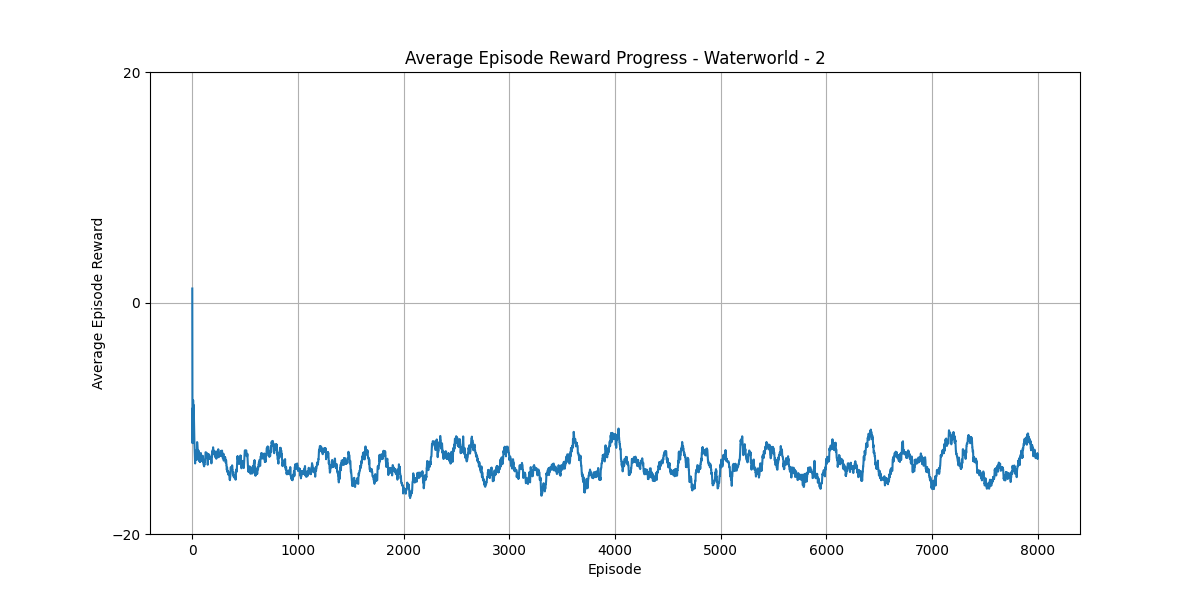 Average Episode Reward Progress - Waterworld - 2
20
0
−20
Average Episode Reward
0 1000 2000 3000 4000 5000 6000 7000 8000
Episode